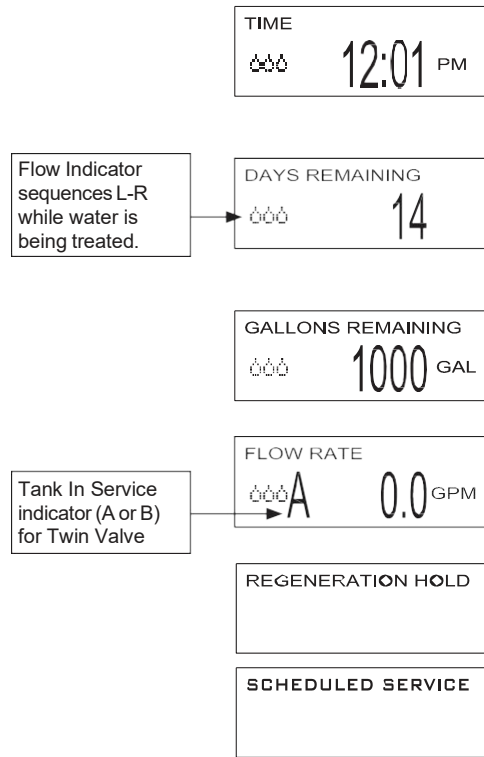 TIME
12:01 PM
Flow Indicator
sequences L-R
while water is
being treated.
DAYS REMAINING
14
GALLONS REMAINING
1000 GAL
FLOW RATE
A 0.0 GPM
Tank In Service
indicator (A or B)
for Twin Valve
REGENERATION HOLD
SCHEDULED SERVICE